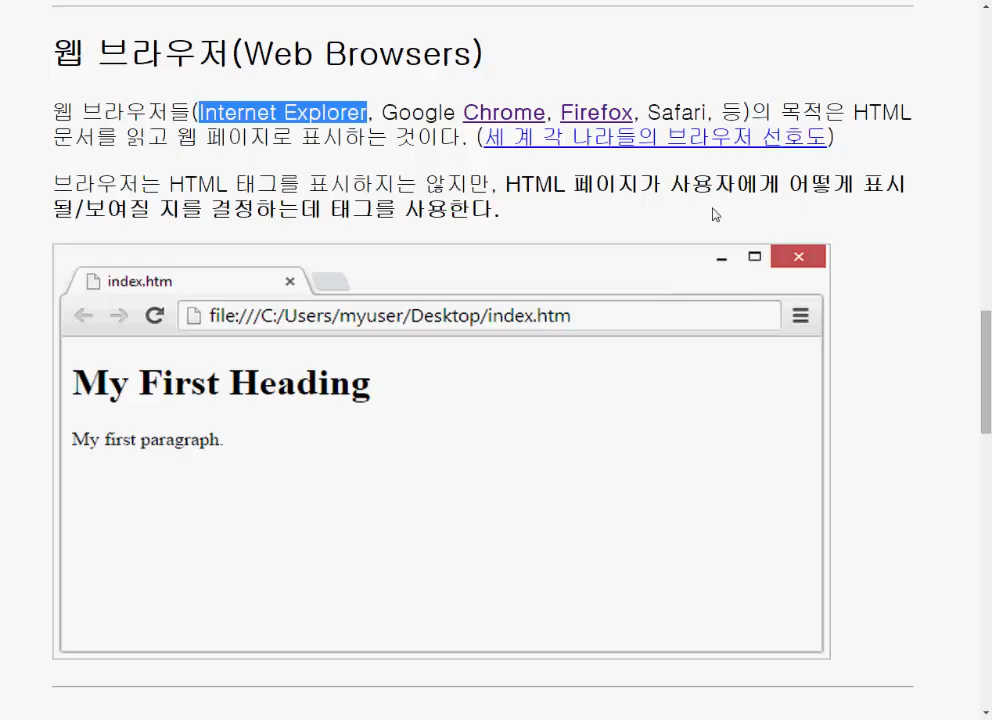 웹 브라우저(Web Browsers)
웹 브라우저들(Internet Explorer, Google Chrome, Firefox, Safari, 등)의 목적은 HTML
문서를 읽고 웹 페이지로 표시하는 것이다. (세 계 각 나라들의 브라우저 선호도)
브라우저는 HTML 태그를 표시하지는 않지만, HTML 페이지가 사용자에게 어떻게 표시
될/보여질 지를 결정하는데 태그를 사용한다.
index.htm
file:///C:/Users/myuser/Desktop/index.htm
My First Heading
My first paragraph.